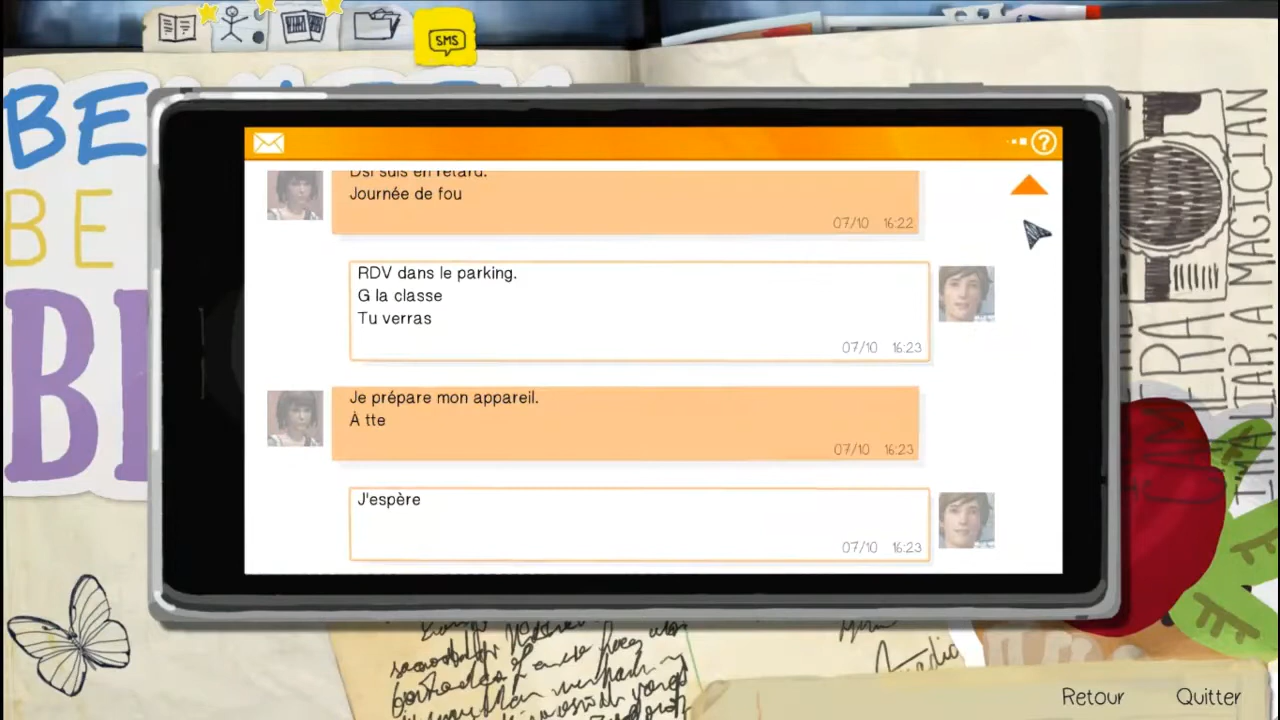 SMS
BE
BE
Dsl suis en retard.
Journée de fou
07/10 16:22
RDV dans le parking.
G la classe
Tu verras
07/10 16:23
Je prépare mon appareil.
À tte
07/10 16:23
J'espère
07/10 16:23
CAMERA
I'M A LIAR, A MAGICIAN
Retour Quitter